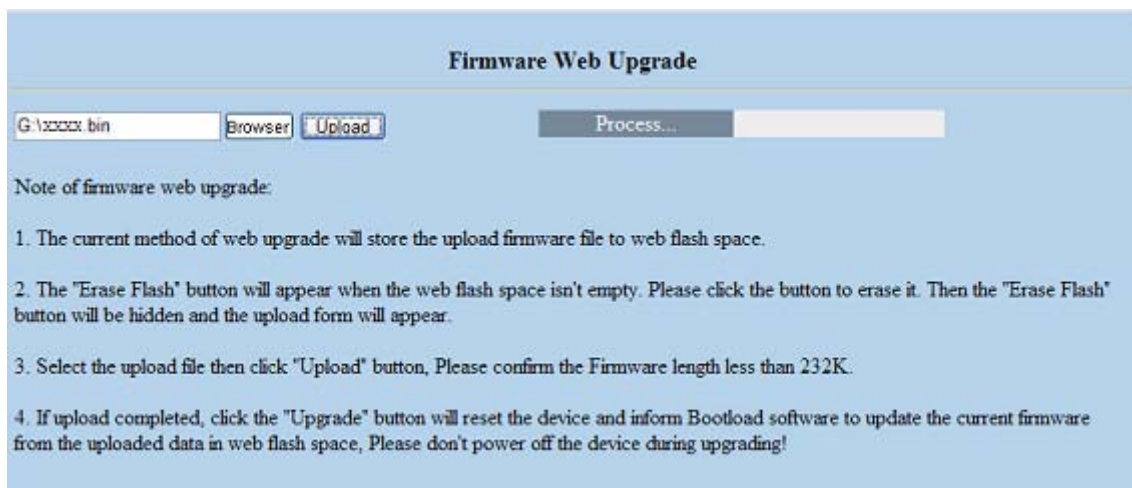 Firmware Web Upgrade
G:\xxxx.bin Browser Upload Process...
Note of firmware web upgrade:
1. The current method of web upgrade will store the upload firmware file to web flash space.
2. The "Erase Flash" button will appear when the web flash space isn't empty. Please click the button to erase it. Then the "Erase Flash"
button will be hidden and the upload form will appear.
3. Select the upload file then click "Upload" button, Please confirm the Firmware length less than 232K.
4. If upload completed, click the "Upgrade" button will reset the device and inform Bootload software to update the current firmware
from the uploaded data in web flash space, Please don't power off the device during upgrading!